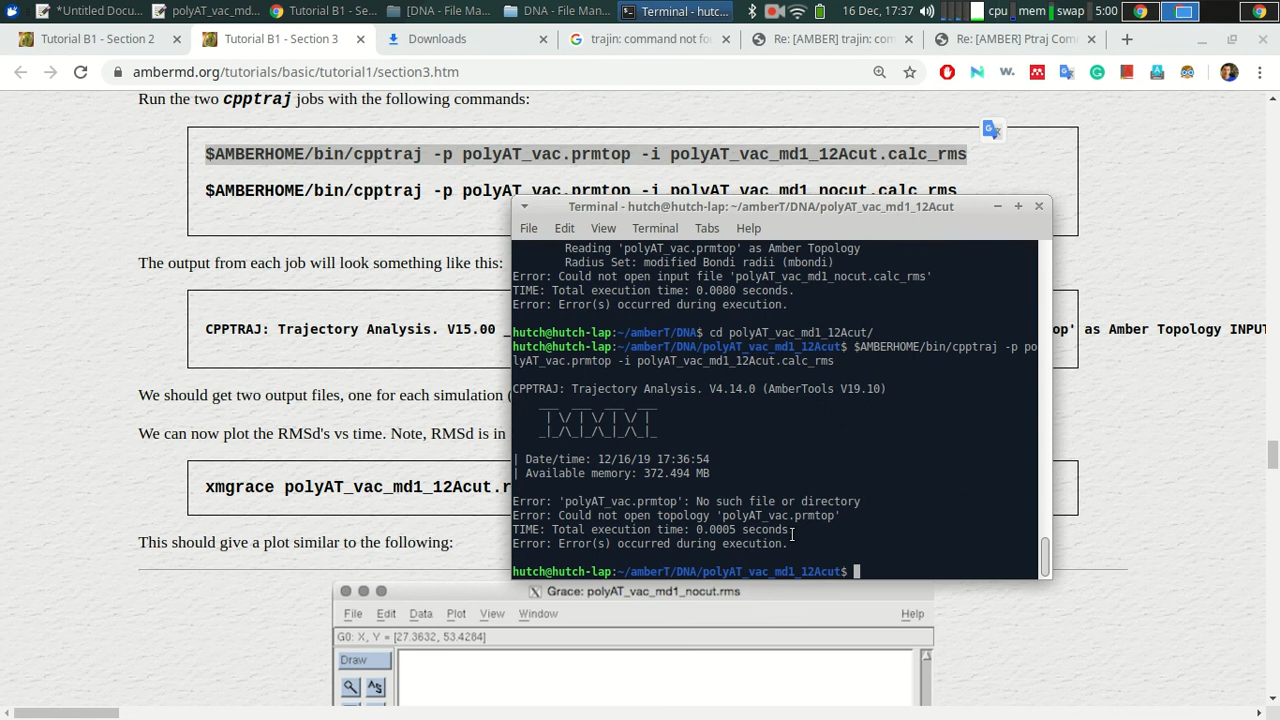 *Untitled Docu... polyAT_vac_md... Tutorial B1 - Se... [DNA - File Ma... DNA - File Man... Terminal - hutc... 16 Dec, 17:37 cpu mem swap 5:00
Tutorial B1 - Section 2 Tutorial B1 - Section 3 Downloads trajin: command not fo Re: [AMBER] trajin: com Re: [AMBER] Ptraj Com
ambermd.org/tutorials/basic/tutorial1/section3.htm
Run the two cpptraj jobs with the following commands:
$AMBERHOME/bin/cpptraj -p polyAT_vac.prmtop -i polyAT_vac_md1_12Acut.calc_rms
$AMBERHOME/bin/cpptraj -p polyAT_vac.prmtop -i polyAT_vac_md1_nocut.calc_rms
The output from each job will look something like this:
CPPTRAJ: Trajectory Analysis. V15.00
op' as Amber Topology INPUT
We should get two output files, one for each simulation (
We can now plot the RMSd's vs time. Note, RMSd is in
xmgrace polyAT_vac_md1_12Acut.r
This should give a plot similar to the following:
Terminal - hutch@hutch-lap: ~/amberT/DNA/polyAT_vac_md1_12Acut
File Edit View Terminal Tabs Help
Reading 'polyAT_vac.prmtop' as Amber Topology
Radius Set: modified Bondi radii (mbondi)
Error: Could not open input file 'polyAT_vac_md1_nocut.calc_rms'
TIME: Total execution time: 0.0080 seconds.
Error: Error(s) occurred during execution.
hutch@hutch-lap:~/amberT/DNA$ cd polyAT_vac_md1_12Acut/
hutch@hutch-lap:~/amberT/DNA/polyAT_vac_md1_12Acut$ $AMBERHOME/bin/cpptraj -p po
lyAT_vac.prmtop -i polyAT_vac_md1_12Acut.calc_rms
CPPTRAJ: Trajectory Analysis. V4.14.0 (AmberTools V19.10)
___  ___  ___  ___
| \/ | \/ | \/ |
_|_/\_|_/\_|_/\_|_
| Date/time: 12/16/19 17:36:54
| Available memory: 372.494 MB
Error: 'polyAT_vac.prmtop': No such file or directory
Error: Could not open topology 'polyAT_vac.prmtop'
TIME: Total execution time: 0.0005 seconds.
Error: Error(s) occurred during execution.
hutch@hutch-lap:~/amberT/DNA/polyAT_vac_md1_12Acut$
Grace: polyAT_vac_md1_nocut.rms
File Edit Data Plot View Window Help
G0: X, Y = [27.3632, 53.4284]
Draw